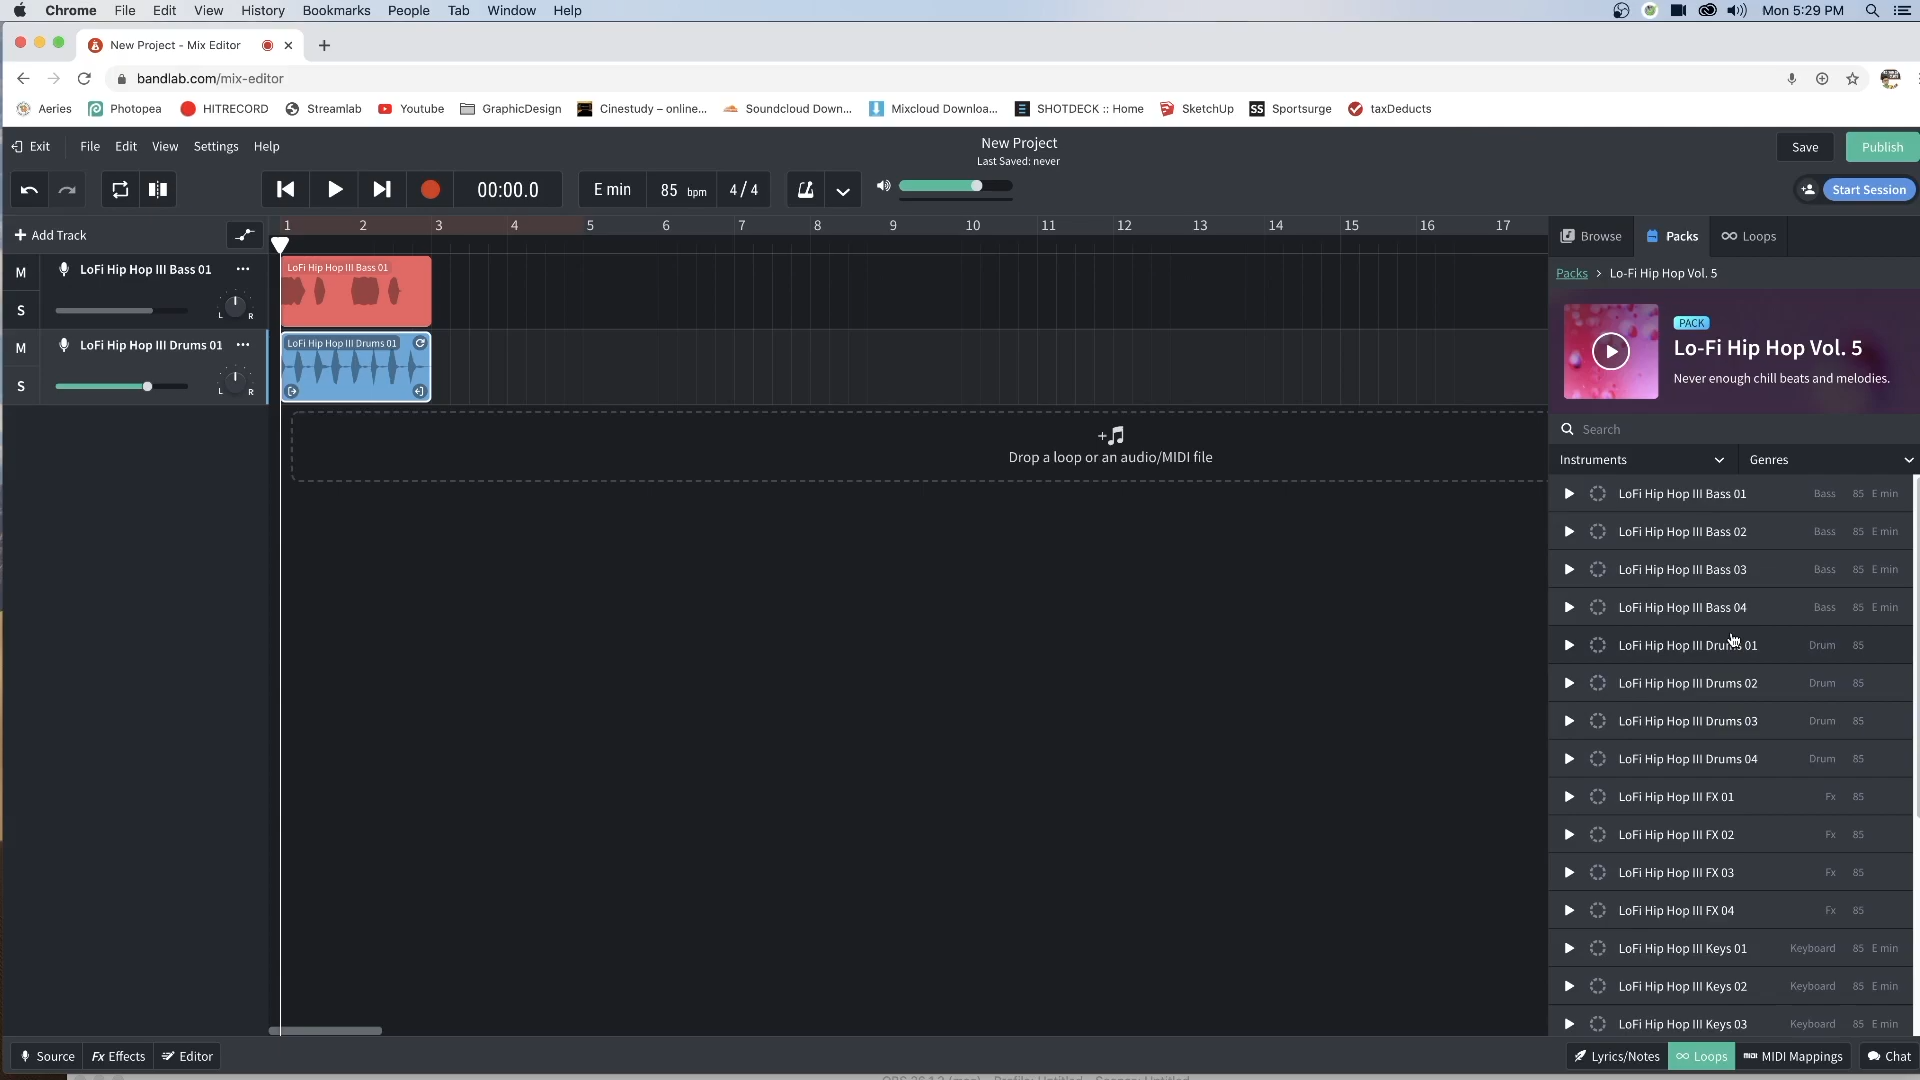 Chrome File Edit View History Bookmarks People Tab Window Help
Mon 5:29 PM
New Project - Mix Editor
bandlab.com/mix-editor
Aeries Photopea HITRECORD Streamlab Youtube GraphicDesign Cinestudy – online... Soundcloud Down... Mixcloud Downloa... SHOTDECK :: Home SketchUp SS Sportsurge taxDeducts
Exit File Edit View Settings Help
New Project
Last Saved: never
Save Publish
00:00.0 E min 85 bpm 4/4
Start Session
Add Track
1 2 3 4 5 6 7 8 9 10 11 12 13 14 15 16 17
Browse Packs Loops
M LoFi Hip Hop III Bass 01
S L R
LoFi Hip Hop III Bass 01
M LoFi Hip Hop III Drums 01
S L R
LoFi Hip Hop III Drums 01
Drop a loop or an audio/MIDI file
Packs > Lo-Fi Hip Hop Vol. 5
PACK
Lo-Fi Hip Hop Vol. 5
Never enough chill beats and melodies.
Search
Instruments Genres
LoFi Hip Hop III Bass 01 Bass 85 E min
LoFi Hip Hop III Bass 02 Bass 85 E min
LoFi Hip Hop III Bass 03 Bass 85 E min
LoFi Hip Hop III Bass 04 Bass 85 E min
LoFi Hip Hop III Drums 01 Drum 85
LoFi Hip Hop III Drums 02 Drum 85
LoFi Hip Hop III Drums 03 Drum 85
LoFi Hip Hop III Drums 04 Drum 85
LoFi Hip Hop III FX 01 Fx 85
LoFi Hip Hop III FX 02 Fx 85
LoFi Hip Hop III FX 03 Fx 85
LoFi Hip Hop III FX 04 Fx 85
LoFi Hip Hop III Keys 01 Keyboard 85 E min
LoFi Hip Hop III Keys 02 Keyboard 85 E min
LoFi Hip Hop III Keys 03 Keyboard 85 E min
Source Fx Effects Editor
Lyrics/Notes Loops MIDI Mappings Chat